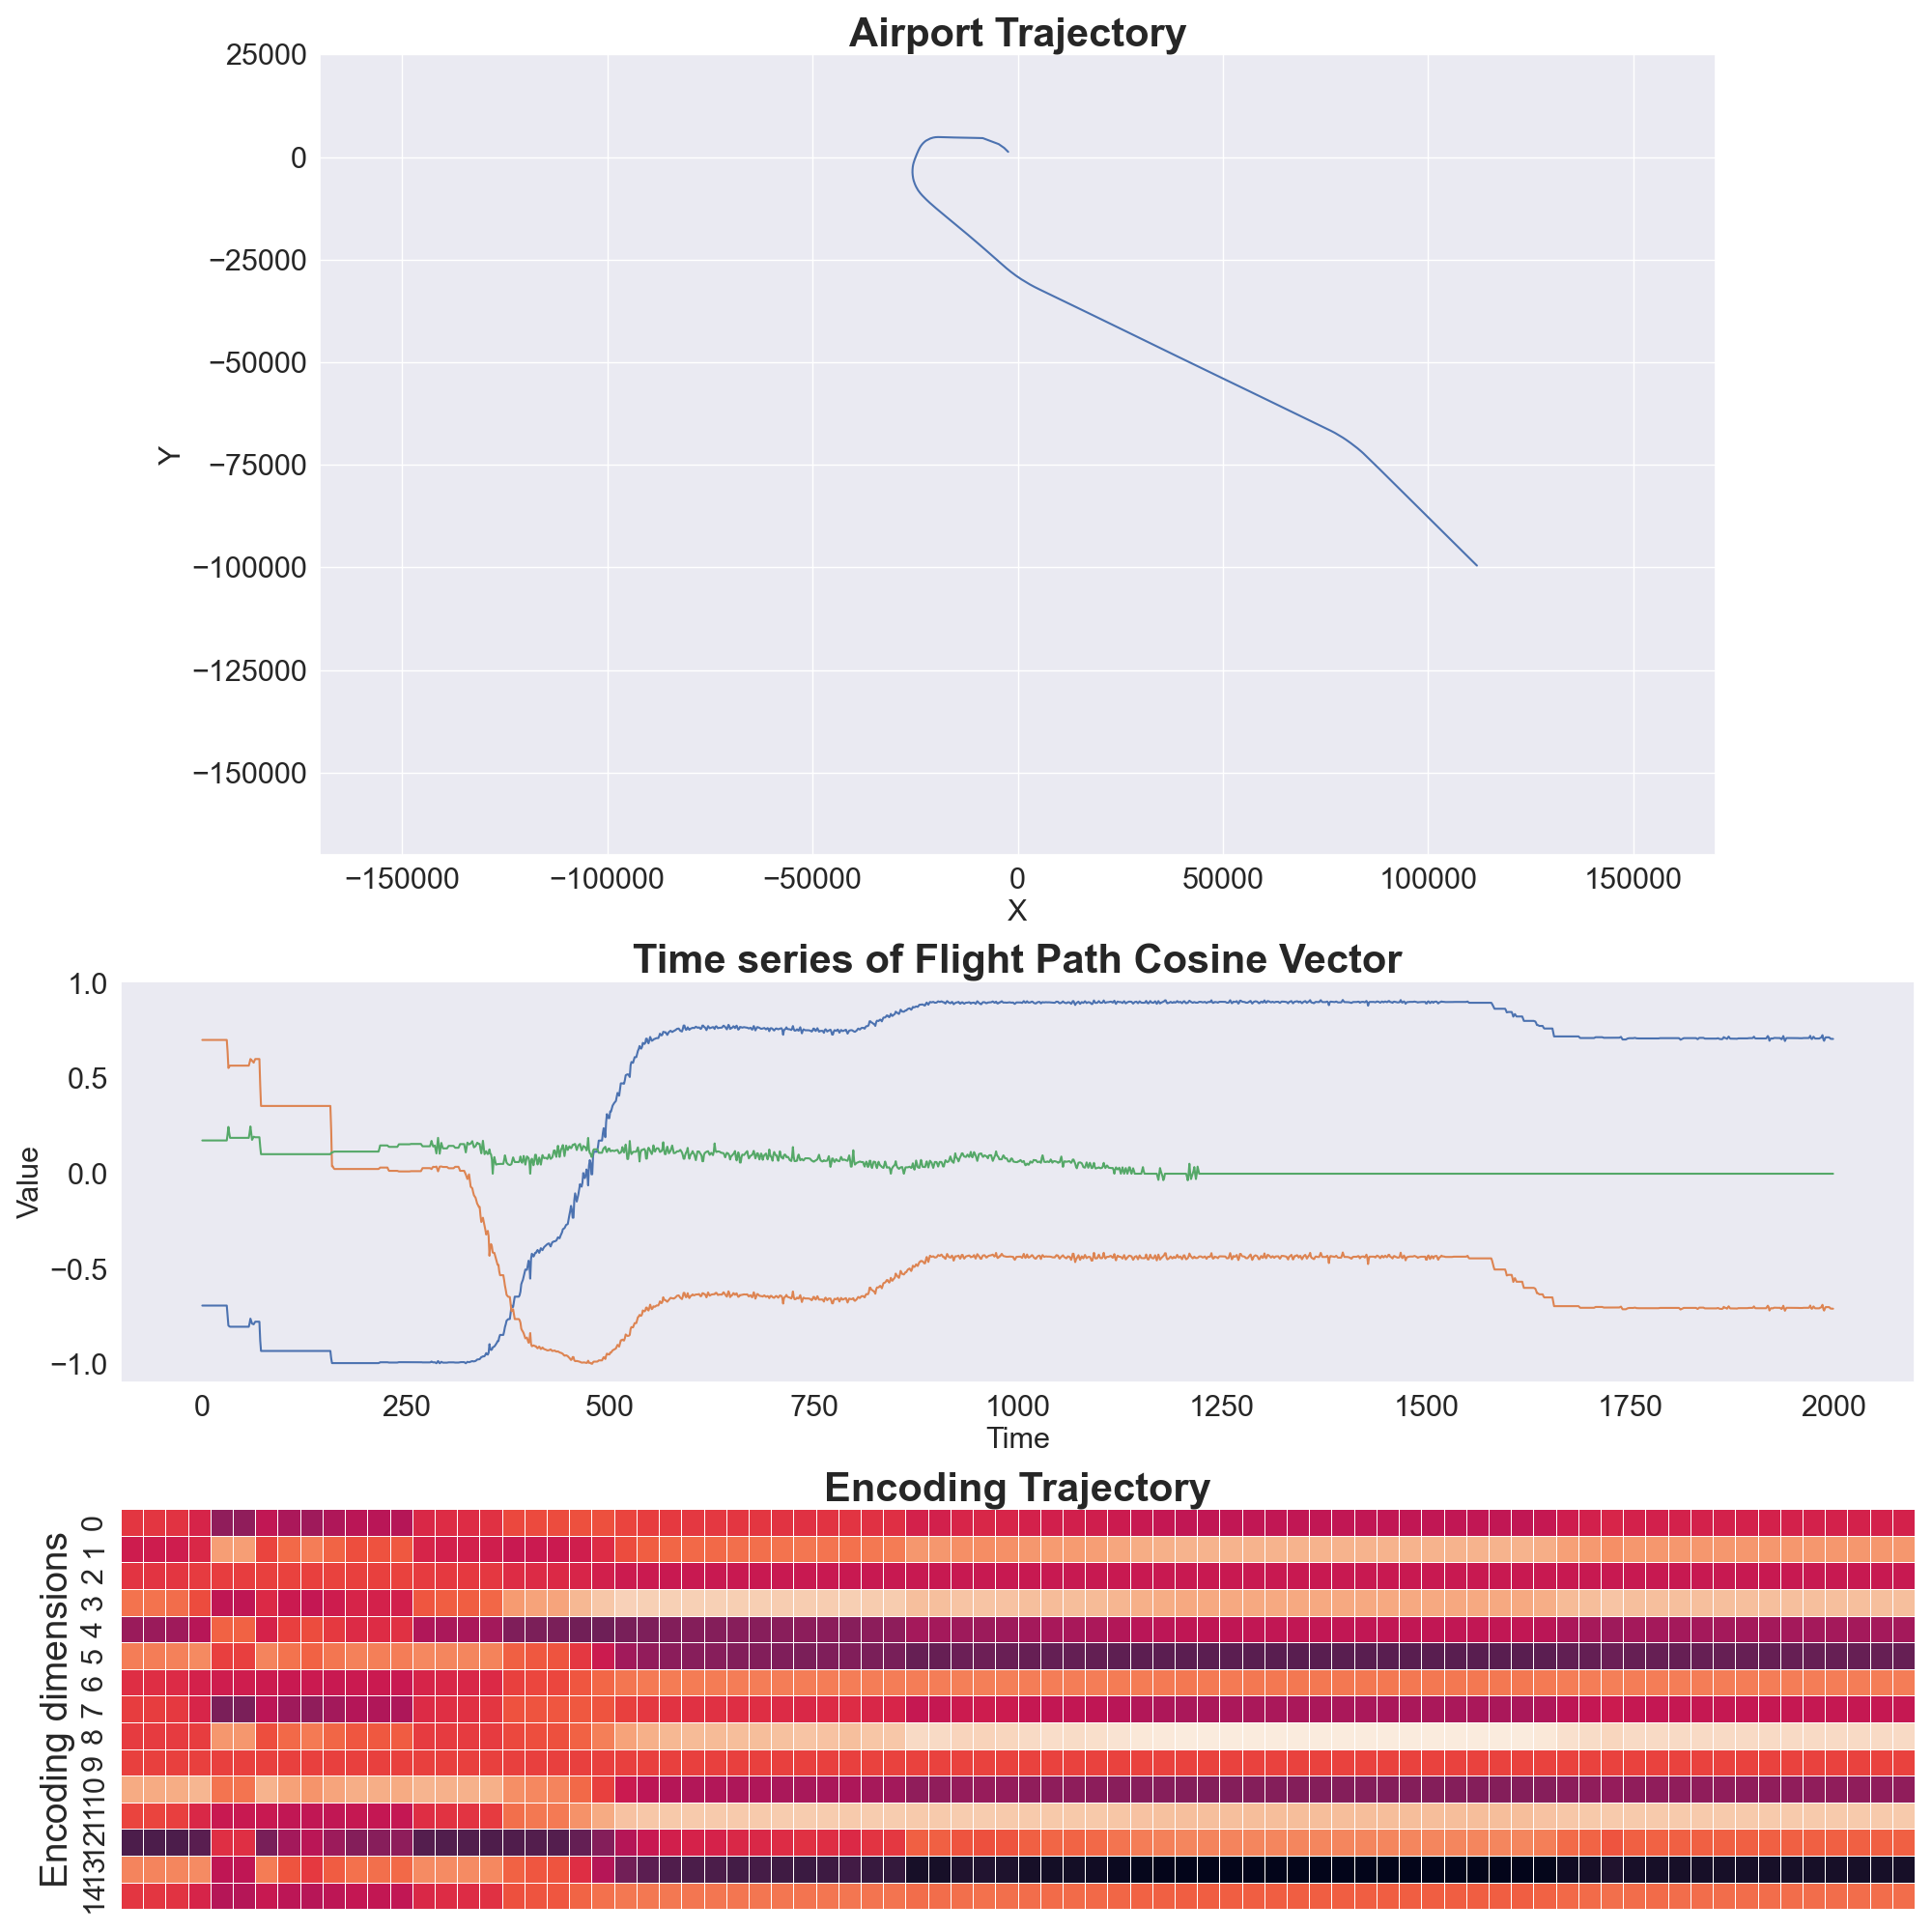 Airport Trajectory
25000
0
−25000
−50000
−75000
−100000
−125000
−150000
Y
−150000 −100000 −50000 0 50000 100000 150000
X
Time series of Flight Path Cosine Vector
1.0
0.5
0.0
−0.5
−1.0
Value
0 250 500 750 1000 1250 1500 1750 2000
Time
Encoding Trajectory
Encoding dimensions
0
1
2
3
4
5
6
7
8
9
10
11
12
13
14